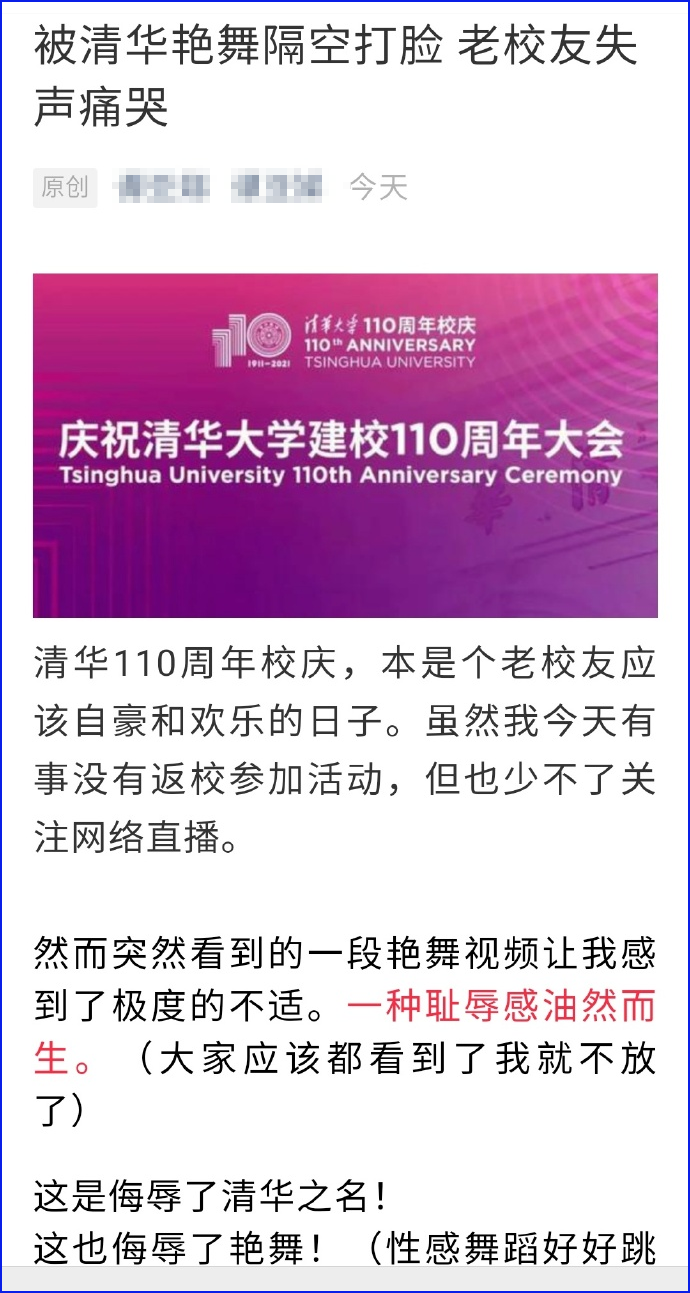 被清华艳舞隔空打脸 老校友失
声痛哭
原创
今天
清华大学 110周年校庆
110th ANNIVERSARY
TSINGHUA UNIVERSITY
110
1911-2021
庆祝清华大学建校110周年大会
Tsinghua University 110th Anniversary Ceremony
清华110周年校庆，本是个老校友应
该自豪和欢乐的日子。虽然我今天有
事没有返校参加活动，但也少不了关
注网络直播。
然而突然看到的一段艳舞视频让我感
到了极度的不适。一种耻辱感油然而
生。（大家应该都看到了我就不放
了）
这是侮辱了清华之名！
这也侮辱了艳舞！（性感舞蹈好好跳